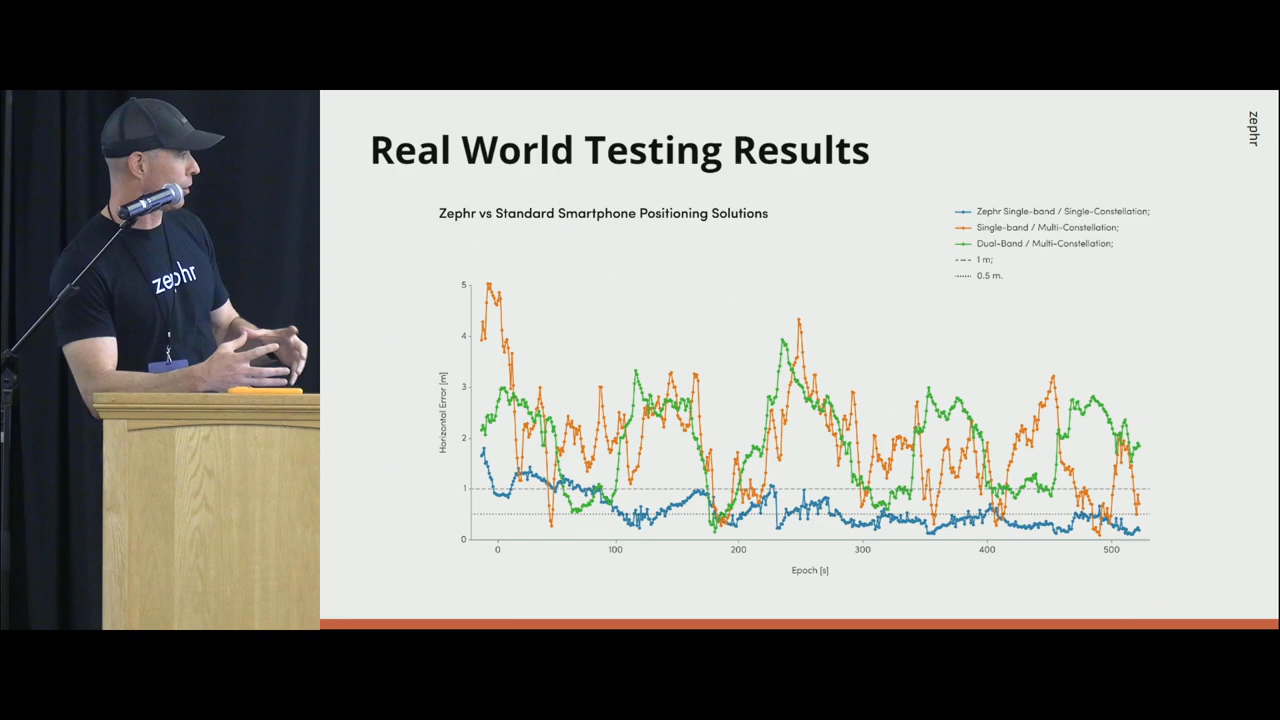 zephr
Real World Testing Results
zephr
Zephr vs Standard Smartphone Positioning Solutions
Zephr Single-band / Single-Constellation;
Single-band / Multi-Constellation;
Dual-Band / Multi-Constellation;
1 m;
0.5 m.
Horizontal Error [m]
5
4
3
2
1
0
0 100 200 300 400 500
Epoch [s]